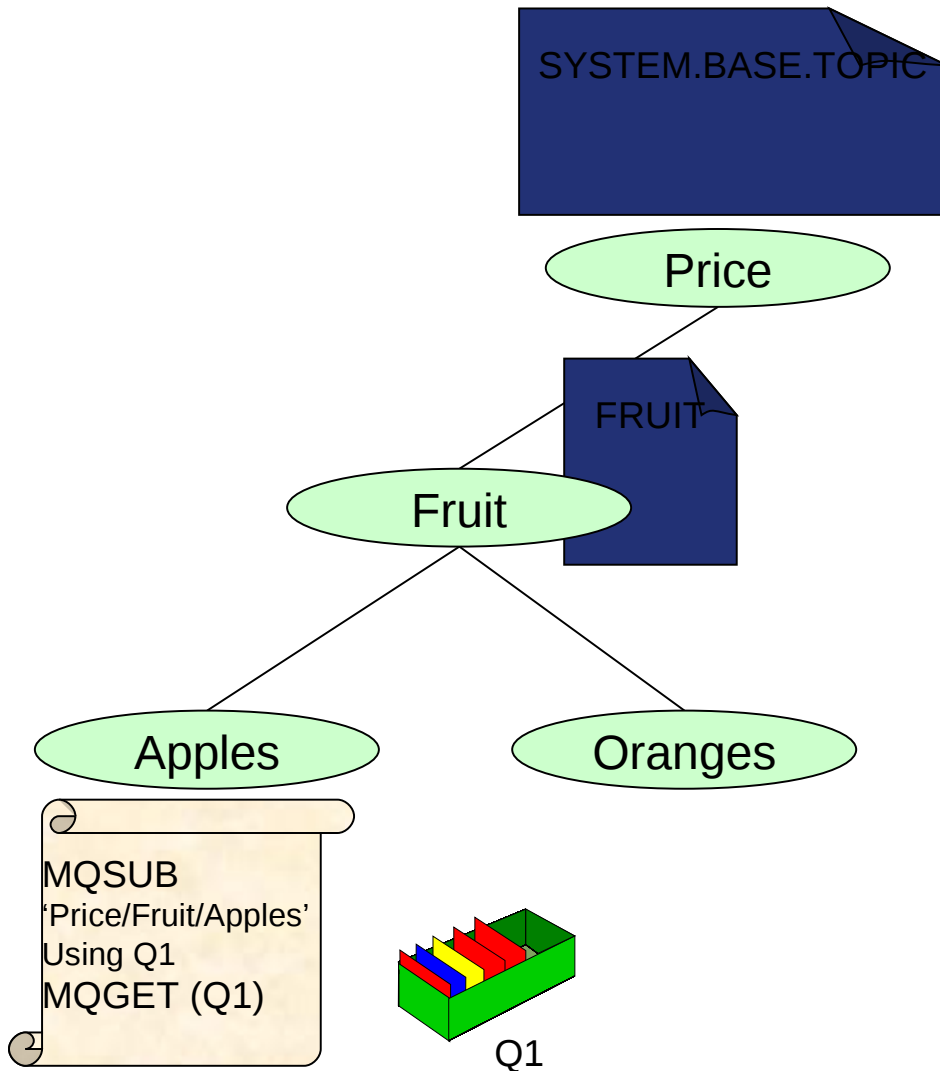 SYSTEM.BASE.TOPIC
Price
FRUIT
Fruit
Apples
Oranges
MQSUB
‘Price/Fruit/Apples’
Using Q1
MQGET (Q1)
Q1